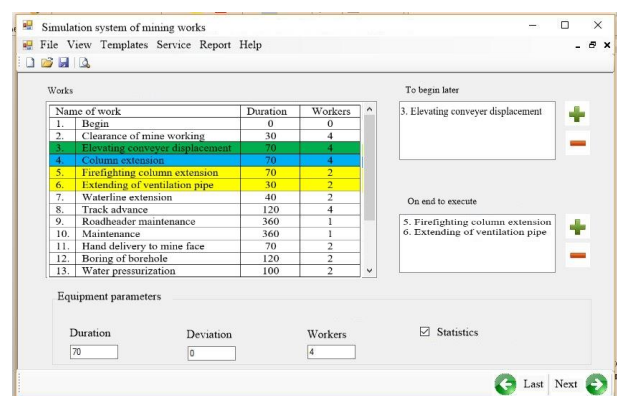 Simulation system of mining works
File View Templates Service Report Help
Works
To begin later
Name of work Duration Workers
1. Begin 0 0
2. Clearance of mine working 30 4
3. Elevating conveyer displacement 70 4
4. Column extension 70 4
5. Firefighting column extension 70 2
6. Extending of ventilation pipe 30 2
7. Waterline extension 40 2
8. Track advance 120 4
9. Roadheader maintenance 360 1
10. Maintenance 360 1
11. Hand delivery to mine face 70 2
12. Boring of borehole 120 2
13. Water pressurization 100 2
3. Elevating conveyer displacement
On end to execute
5. Firefighting column extension
6. Extending of ventilation pipe
Equipment parameters
Duration Deviation Workers Statistics
70 0 4
Last Next